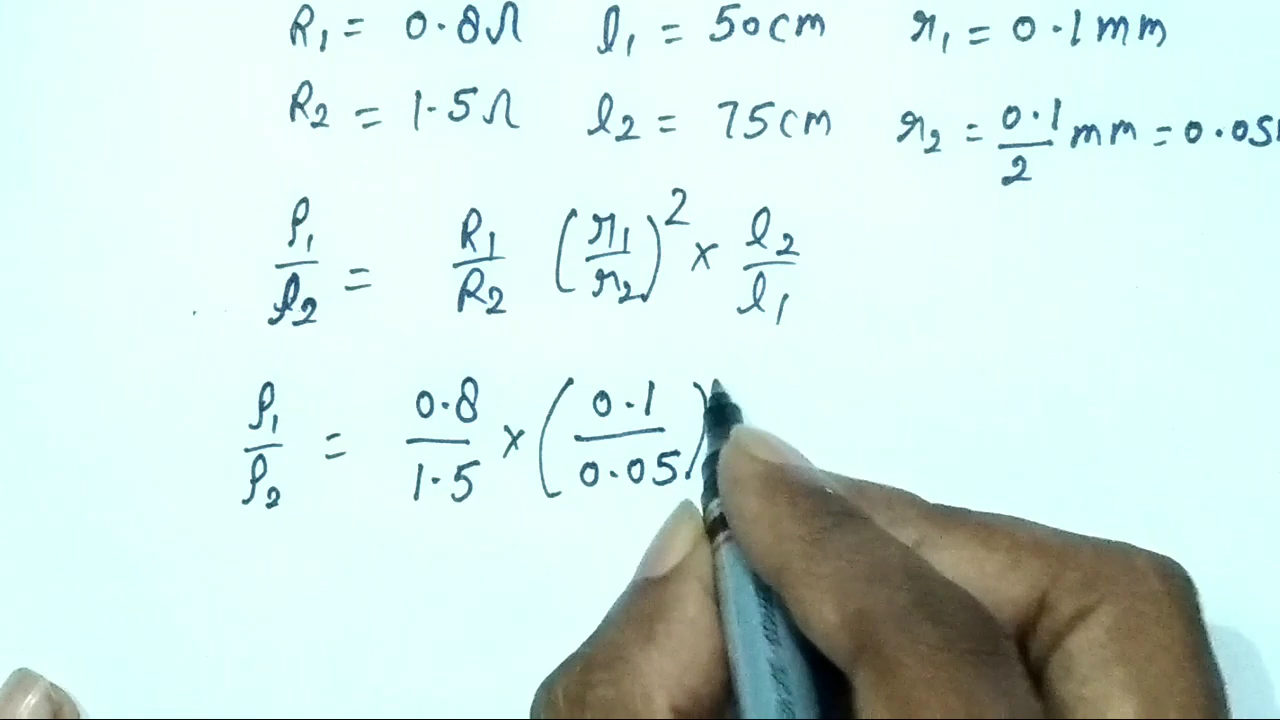 R₁ = 0.8Ω l₁ = 50cm r₁ = 0.1mm
R₂ = 1.5Ω l₂ = 75cm r₂ = 0.1/2 mm = 0.05
ρ₁/ρ₂ = R₁/R₂ (r₁/r₂)² × l₂/l₁
ρ₁/ρ₂ = 0.8/1.5 × (0.1/0.05)